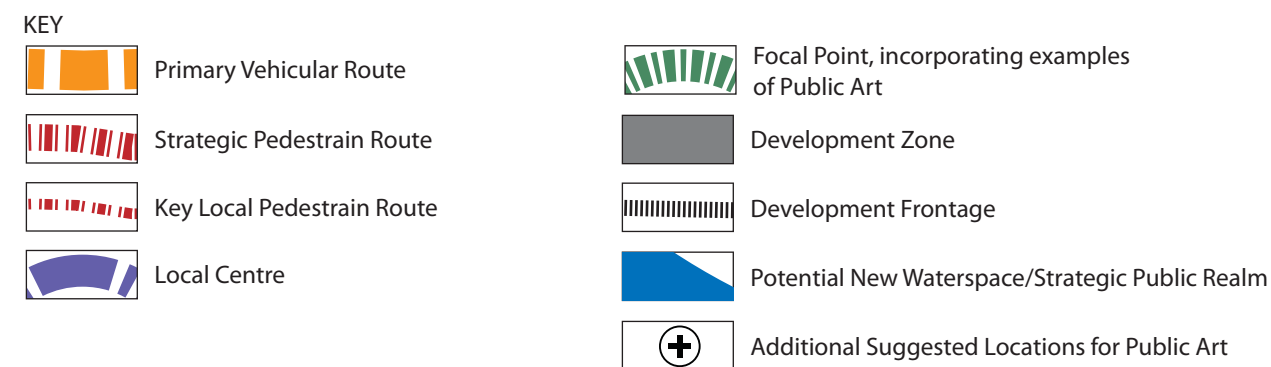 KEY
Primary Vehicular Route
Strategic Pedestrain Route
Key Local Pedestrain Route
Local Centre
Focal Point, incorporating examples
of Public Art
Development Zone
Development Frontage
Potential New Waterspace/Strategic Public Realm
Additional Suggested Locations for Public Art